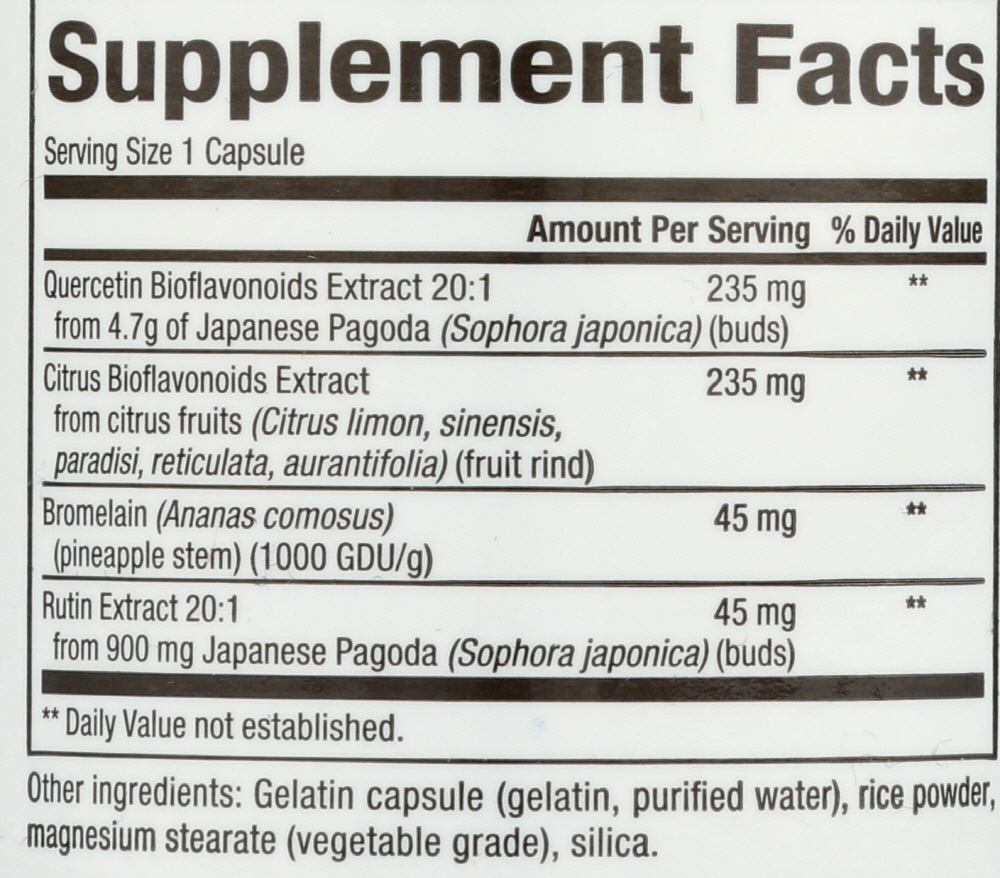 Supplement Facts
Serving Size 1 Capsule
Amount Per Serving % Daily Value
Quercetin Bioflavonoids Extract 20:1 235 mg **
from 4.7g of Japanese Pagoda (Sophora japonica) (buds)
Citrus Bioflavonoids Extract 235 mg **
from citrus fruits (Citrus limon, sinensis,
paradisi, reticulata, aurantifolia) (fruit rind)
Bromelain (Ananas comosus) 45 mg **
(pineapple stem) (1000 GDU/g)
Rutin Extract 20:1 45 mg **
from 900 mg Japanese Pagoda (Sophora japonica) (buds)
** Daily Value not established.
Other ingredients: Gelatin capsule (gelatin, purified water), rice powder,
magnesium stearate (vegetable grade), silica.